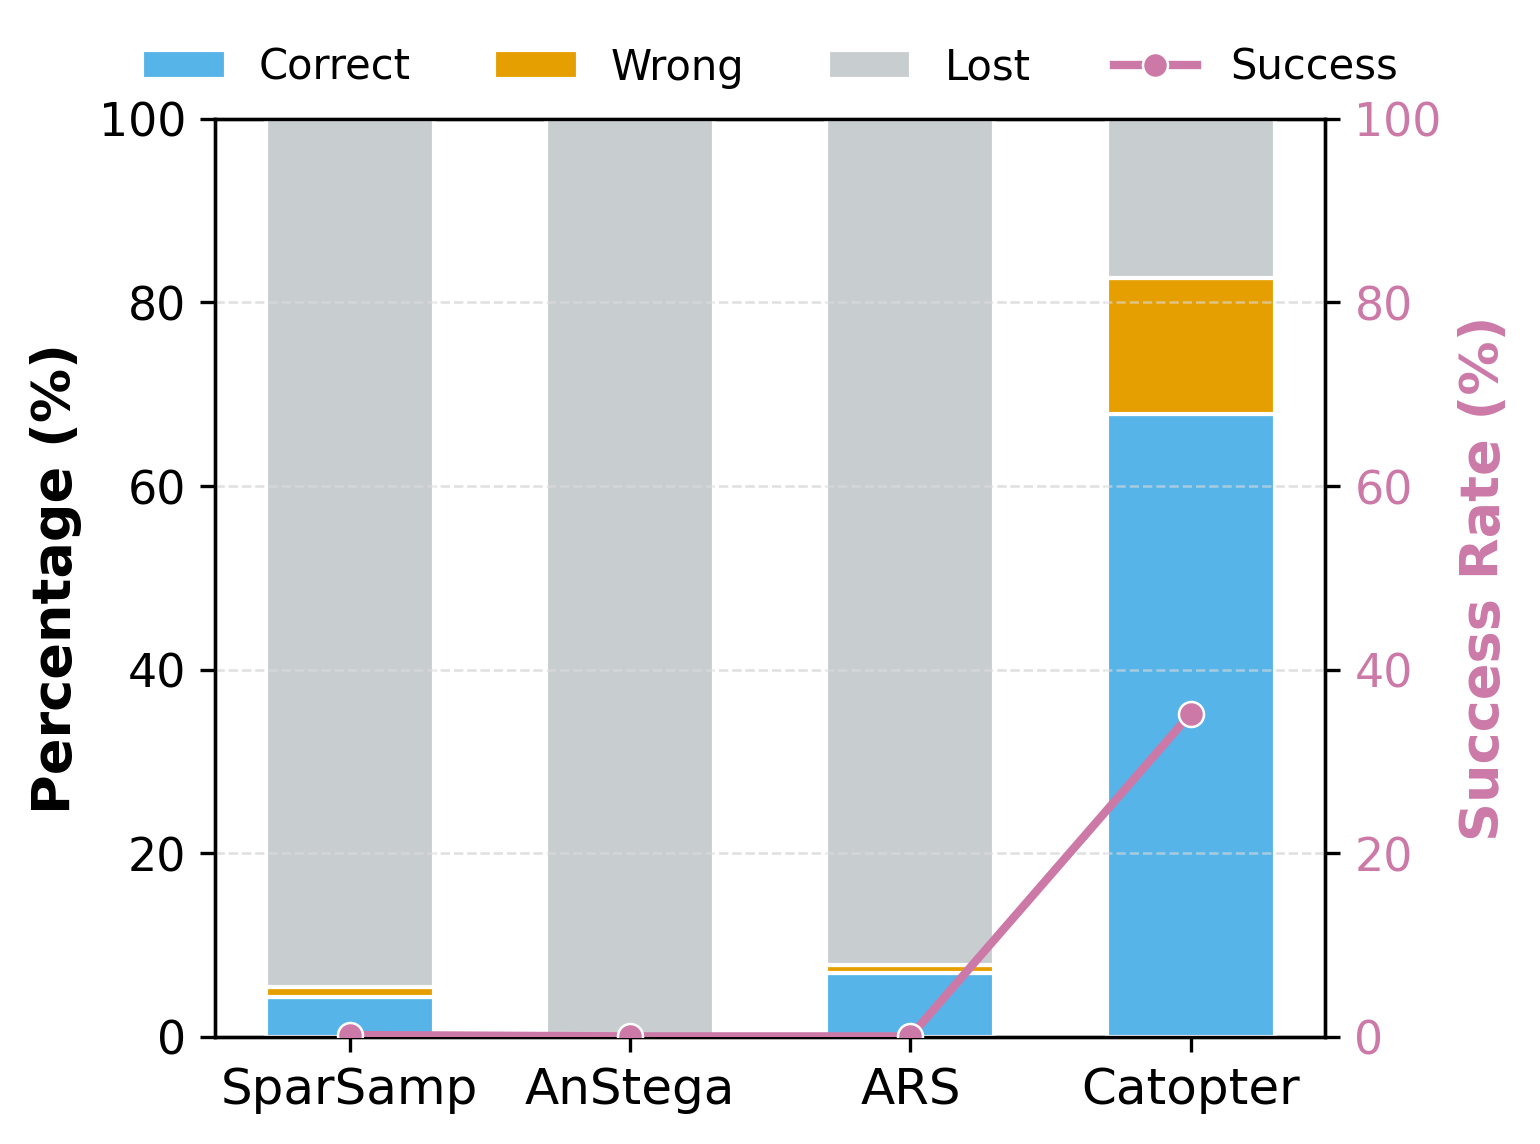 Correct Wrong Lost Success
100 100
80 80
60 60
40 40
20 20
0 0
Percentage (%)
Success Rate (%)
SparSamp AnStega ARS Catopter